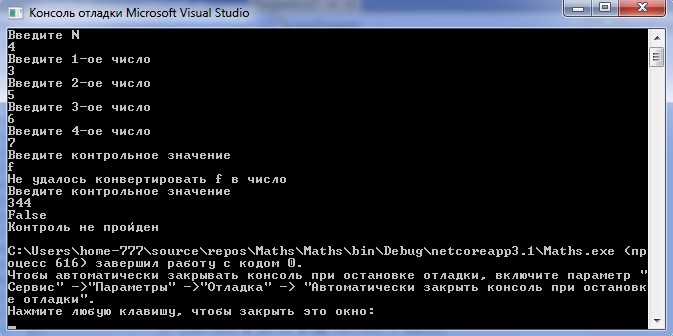 Консоль отладки Microsoft Visual Studio
Введите N
4
Введите 1-ое число
3
Введите 2-ое число
5
Введите 3-ое число
6
Введите 4-ое число
7
Введите контрольное значение
f
Не удалось конвертировать f в число
Введите контрольное значение
344
False
Контроль не пройден
C:\Users\home-777\source\repos\Maths\Maths\bin\Debug\netcoreapp3.1\Maths.exe (пр
оцесс 616) завершил работу с кодом 0.
Чтобы автоматически закрывать консоль при остановке отладки, включите параметр "
Сервис" ->"Параметры" ->"Отладка" -> "Автоматически закрыть консоль при остановк
е отладки".
Нажмите любую клавишу, чтобы закрыть это окно: